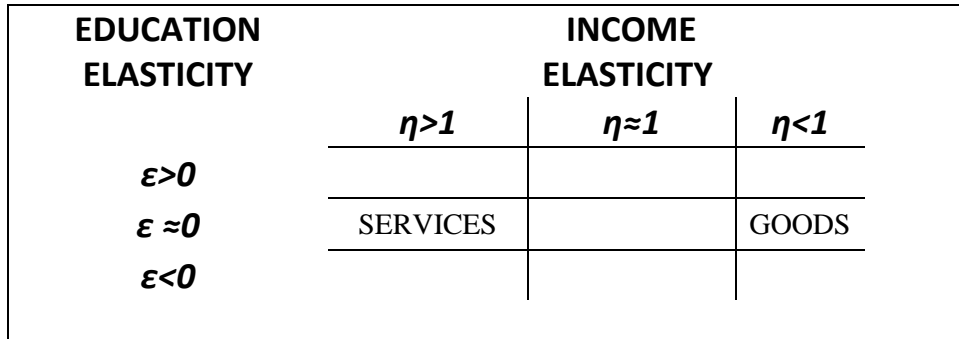 EDUCATION INCOME
ELASTICITY ELASTICITY
η>1 η≈1 η<1
ε>0
ε ≈0 SERVICES GOODS
ε<0